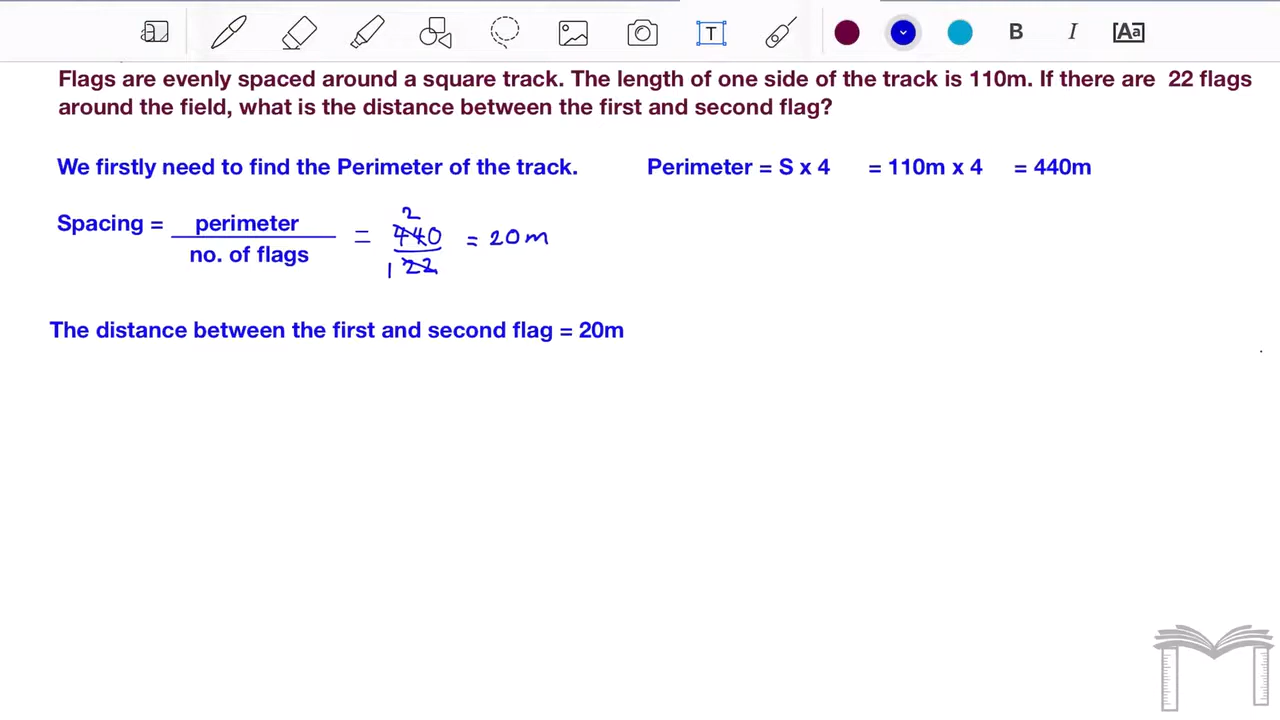 a T B I Aa
Flags are evenly spaced around a square track. The length of one side of the track is 110m. If there are 22 flags
around the field, what is the distance between the first and second flag?
We firstly need to find the Perimeter of the track. Perimeter = S x 4 = 110m x 4 = 440m
2
Spacing = perimeter = 440 = 20m
no. of flags 1 22
The distance between the first and second flag = 20m